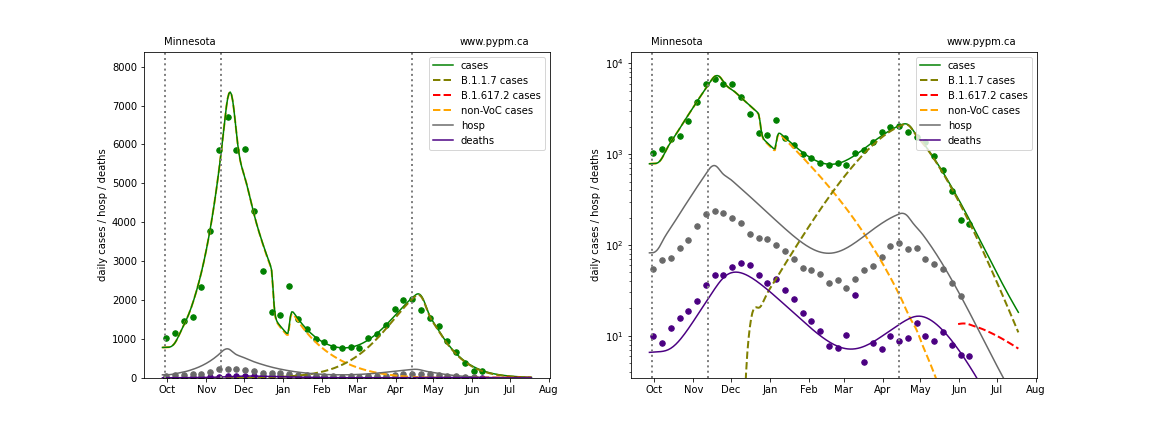 Minnesota www.pypm.ca
daily cases / hosp / deaths
8000
7000
6000
5000
4000
3000
2000
1000
0
cases
B.1.1.7 cases
B.1.617.2 cases
non-VoC cases
hosp
deaths
Oct Nov Dec Jan Feb Mar Apr May Jun Jul Aug
Minnesota www.pypm.ca
daily cases / hosp / deaths
10⁴
10³
10²
10¹
cases
B.1.1.7 cases
B.1.617.2 cases
non-VoC cases
hosp
deaths
Oct Nov Dec Jan Feb Mar Apr May Jun Jul Aug